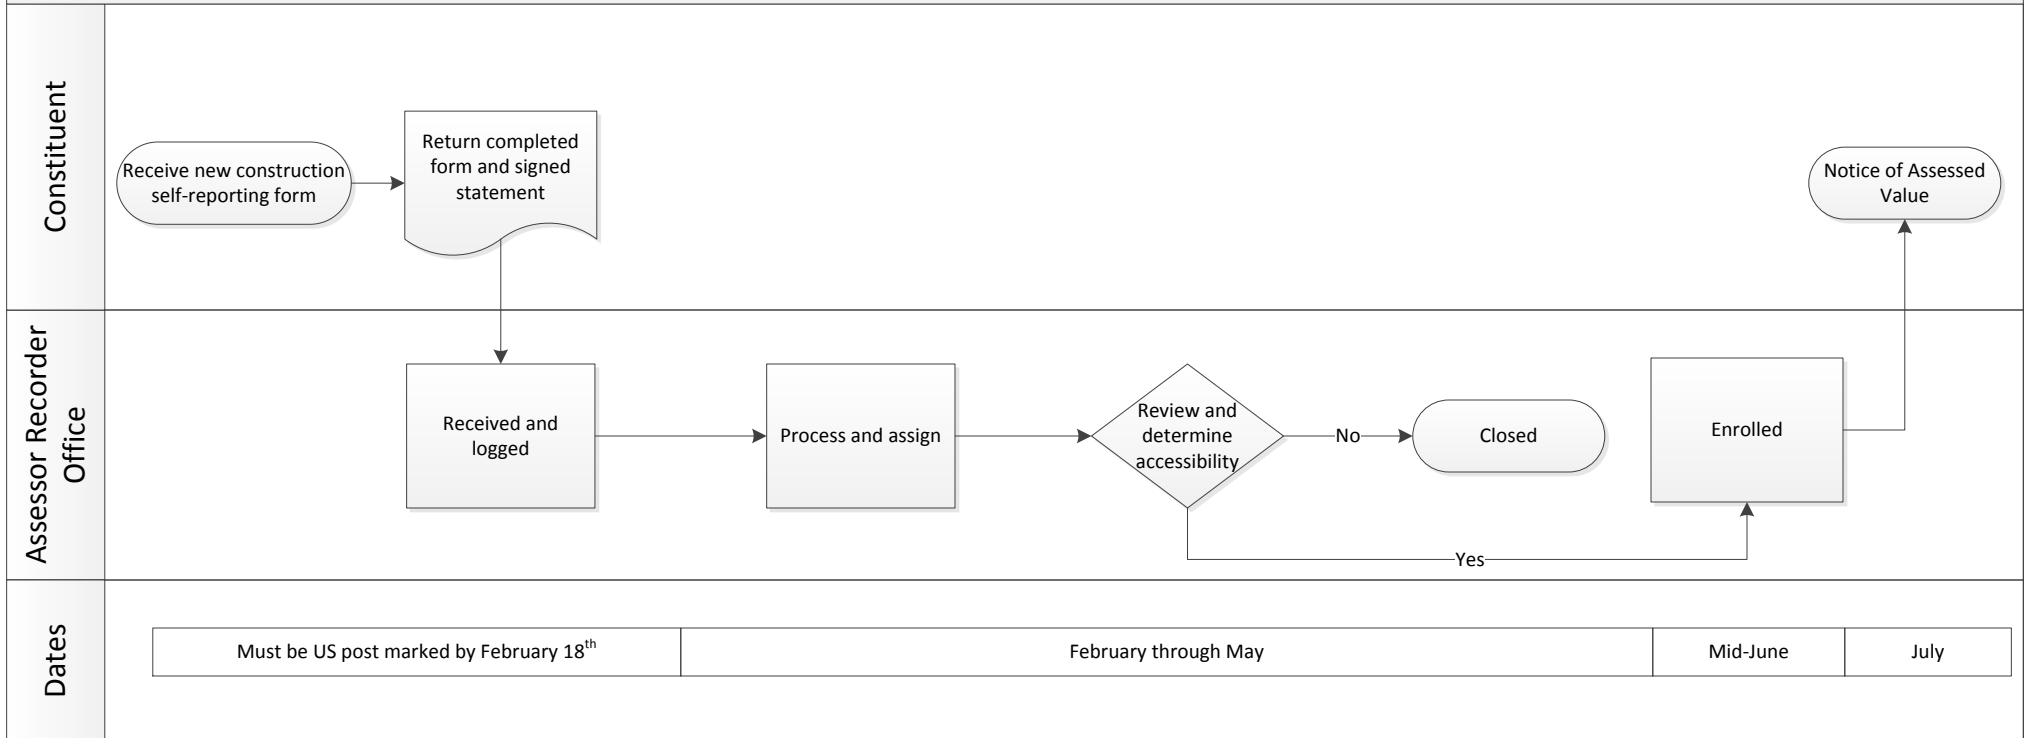 Constituent
Receive new construction
self-reporting form
Return completed
form and signed
statement
Notice of Assessed
Value
Assessor Recorder
Office
Received and
logged
Process and assign
Review and
determine
accessibility
No
Closed
Enrolled
Yes
Dates
Must be US post marked by February 18th
February through May
Mid-June
July